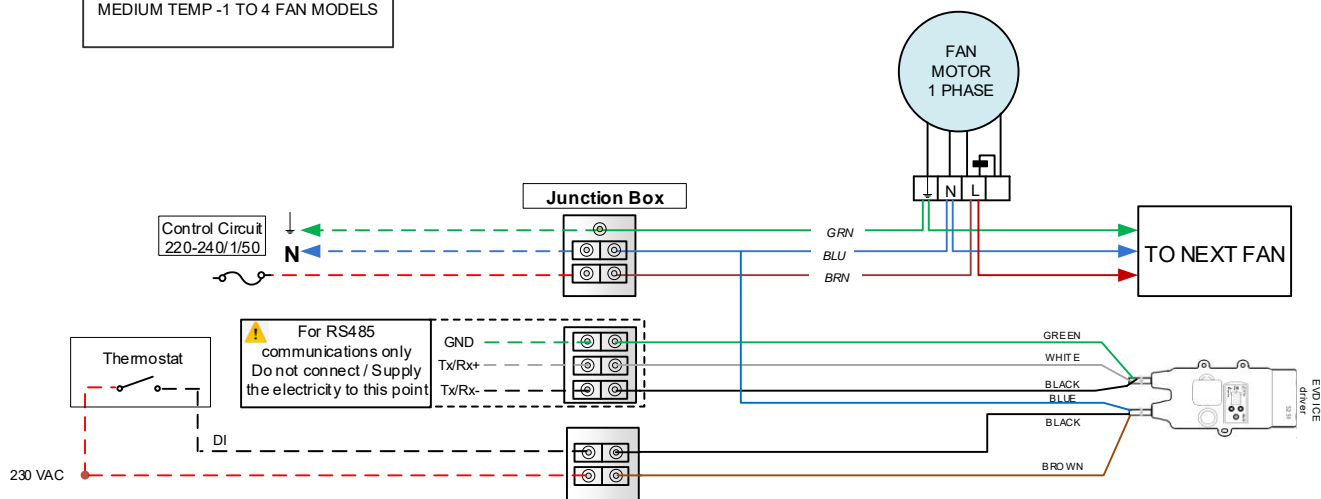 MEDIUM TEMP -1 TO 4 FAN MODELS
FAN
MOTOR
1 PHASE
N L
Junction Box
Control Circuit
220-240/1/50
N
GRN
BLU
BRN
TO NEXT FAN
For RS485
communications only
Do not connect / Supply
the electricity to this point
GND
Tx/Rx+
Tx/Rx-
GREEN
WHITE
BLACK
BLUE
BLACK
BROWN
EVD ICE
driver
Thermostat
DI
230 VAC